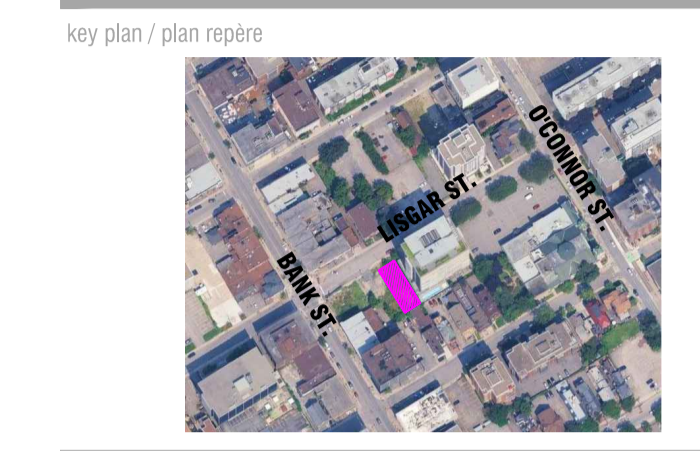 key plan / plan repère
O'CONNOR ST.
LISGAR ST.
BANK ST.